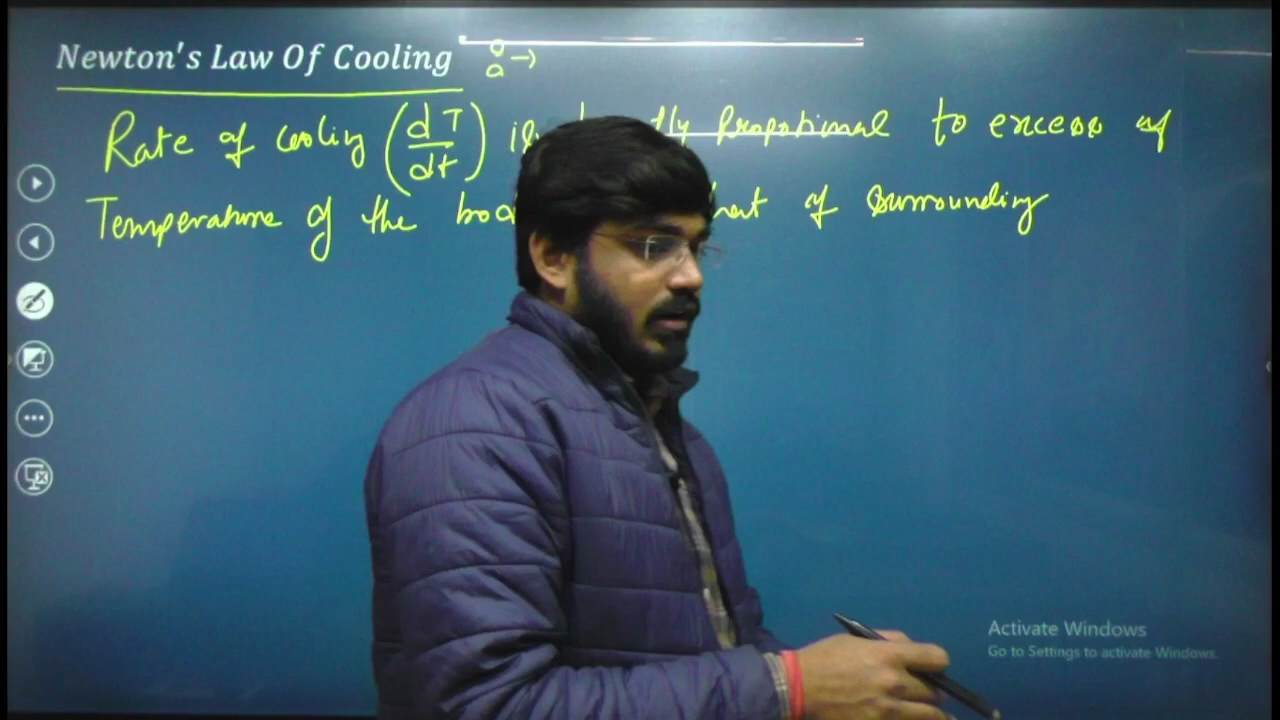 Newton's Law Of Cooling
Rate of cooling (dT/dt) is Propotional to excess of
Temperature of the of surrounding
Activate Windows
Go to Settings to activate Windows.